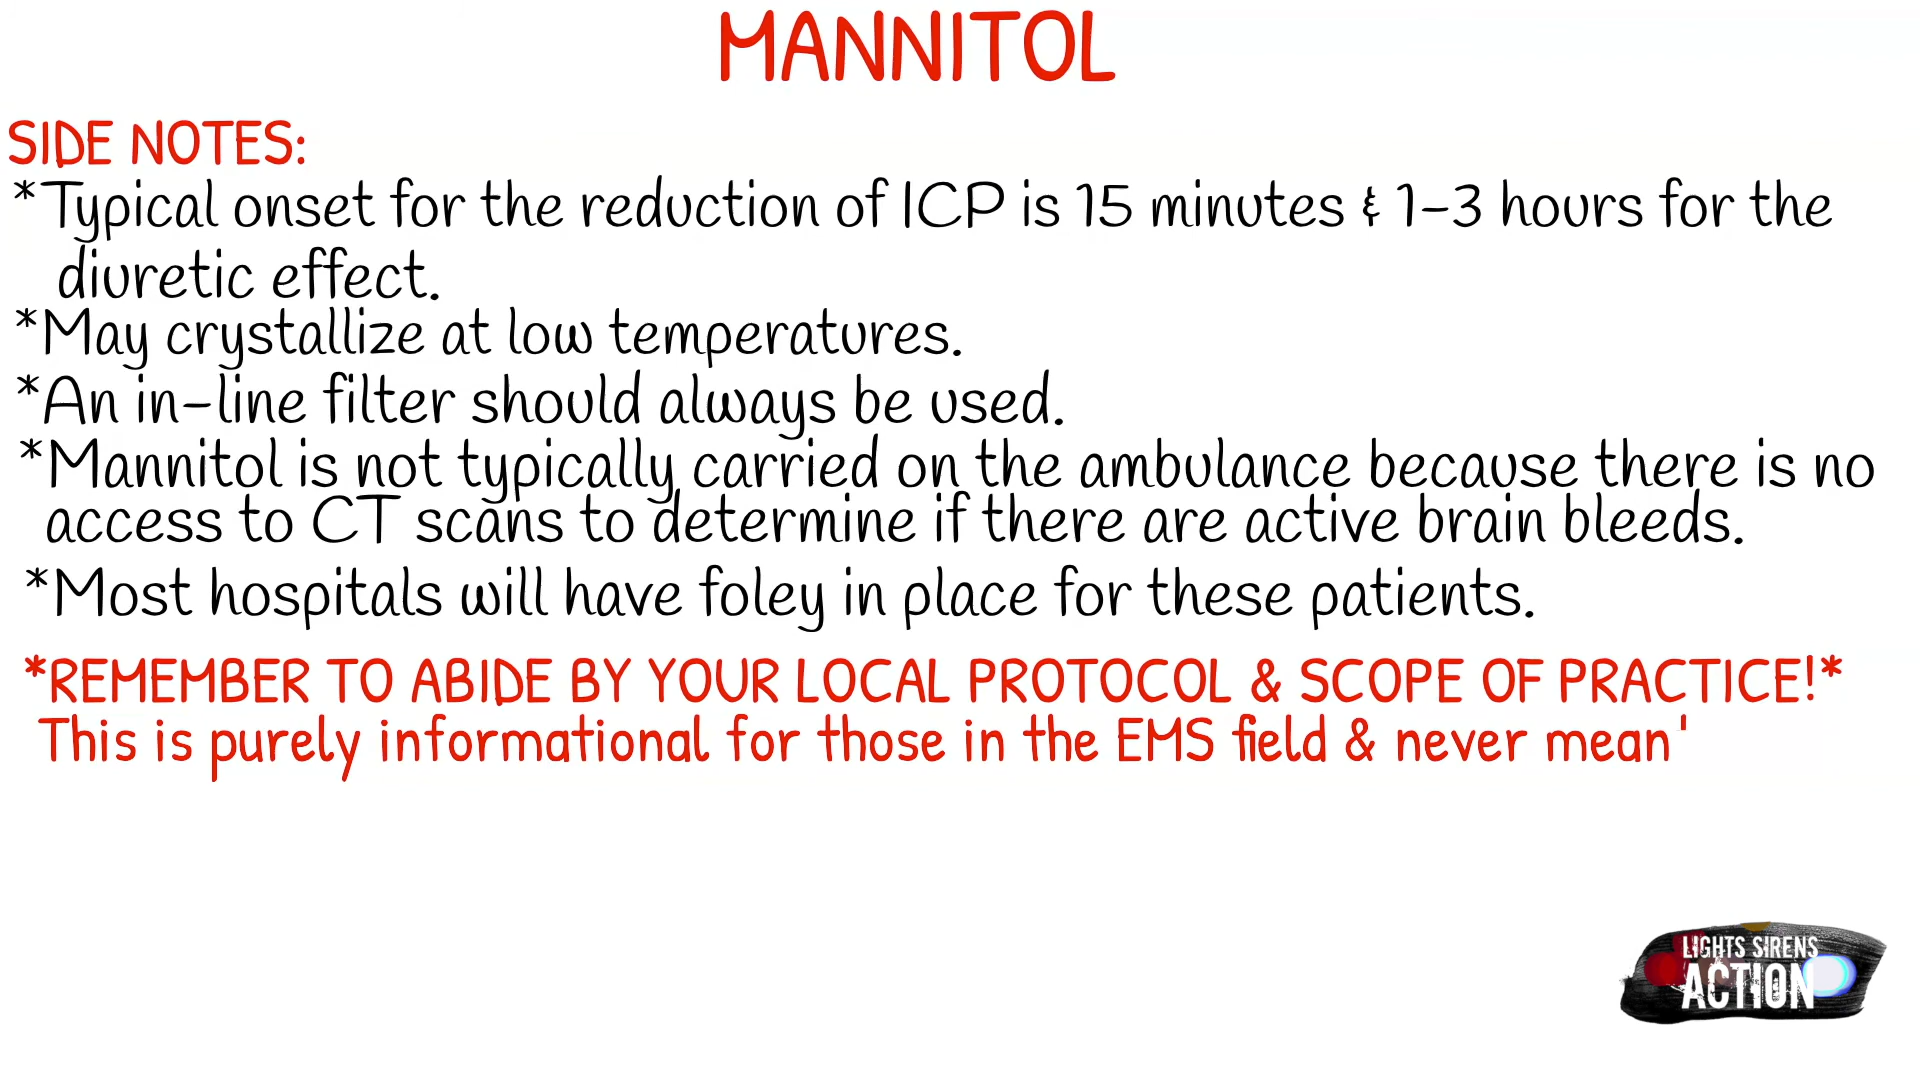 MANNITOL
SIDE NOTES:
*Typical onset for the reduction of ICP is 15 minutes & 1-3 hours for the
diuretic effect.
*May crystallize at low temperatures.
*An in-line filter should always be used.
*Mannitol is not typically carried on the ambulance because there is no
access to CT scans to determine if there are active brain bleeds.
*Most hospitals will have foley in place for these patients.
*REMEMBER TO ABIDE BY YOUR LOCAL PROTOCOL & SCOPE OF PRACTICE!*
This is purely informational for those in the EMS field & never mean'
LIGHTS SIRENS
ACTION